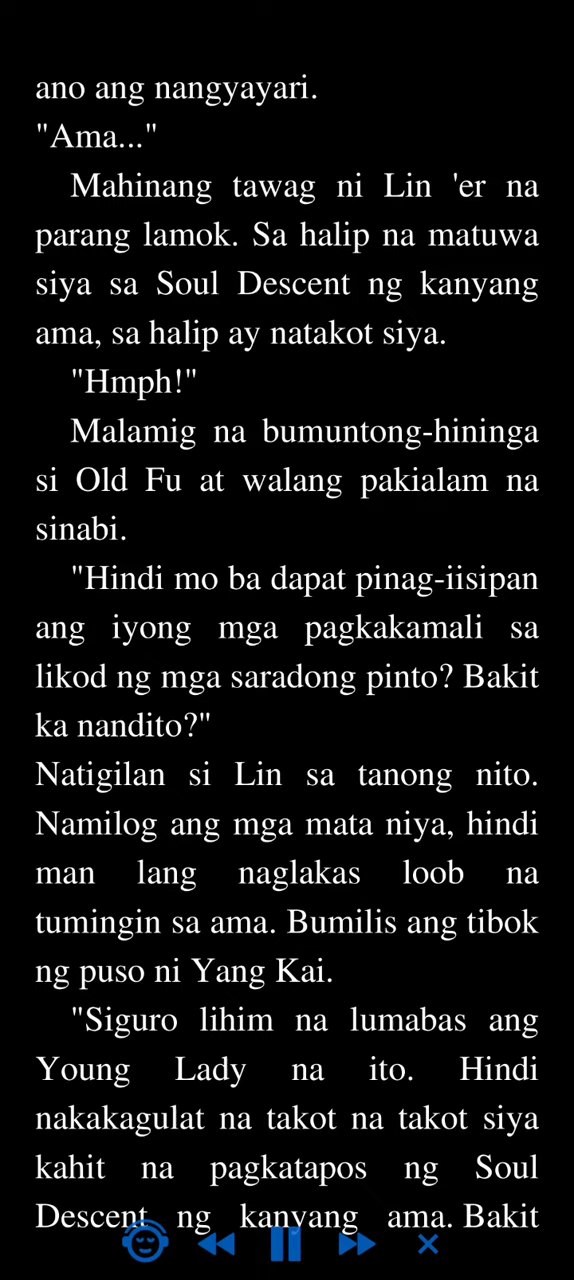 ano ang nangyayari.
"Ama..."
Mahinang tawag ni Lin 'er na
parang lamok. Sa halip na matuwa
siya sa Soul Descent ng kanyang
ama, sa halip ay natakot siya.
"Hmph!"
Malamig na bumuntong-hininga
si Old Fu at walang pakialam na
sinabi.
"Hindi mo ba dapat pinag-iisipan
ang iyong mga pagkakamali sa
likod ng mga saradong pinto? Bakit
ka nandito?"
Natigilan si Lin sa tanong nito.
Namilog ang mga mata niya, hindi
man lang naglakas loob na
tumingin sa ama. Bumilis ang tibok
ng puso ni Yang Kai.
"Siguro lihim na lumabas ang
Young Lady na ito. Hindi
nakakagulat na takot na takot siya
kahit na pagkatapos ng Soul
Descent ng kanyang ama. Bakit